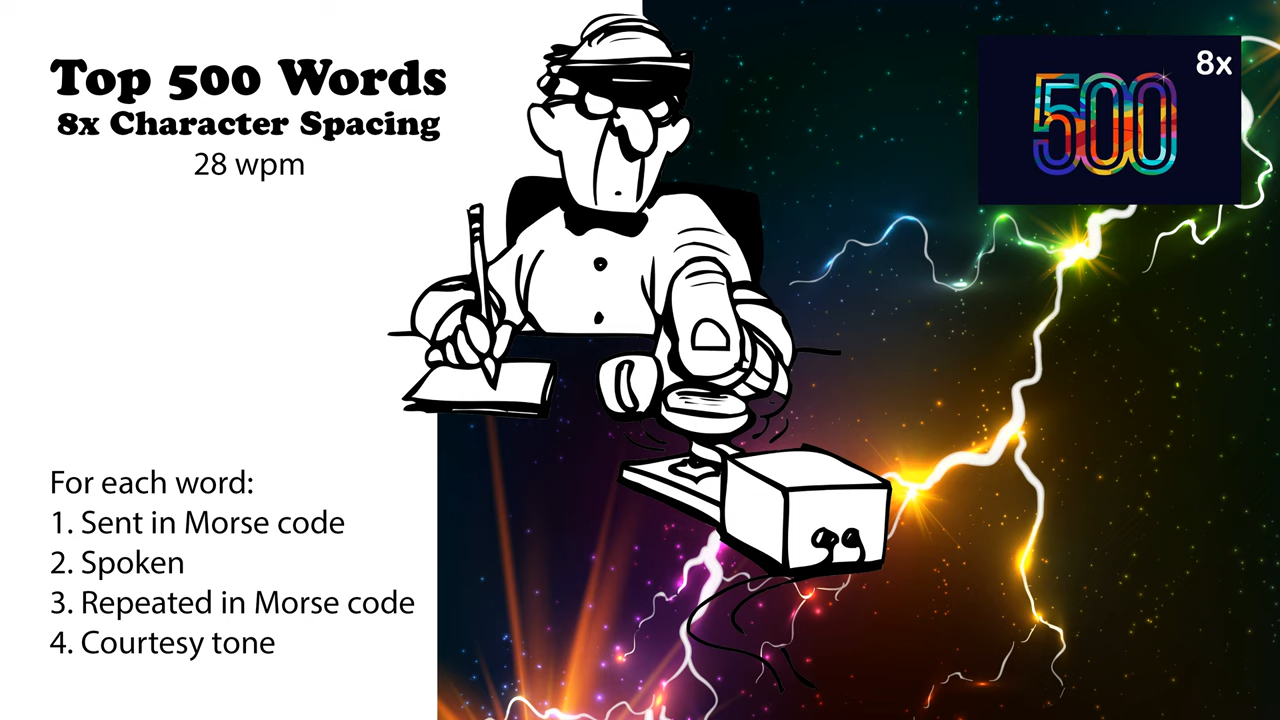 Top 500 Words
8x Character Spacing
28 wpm
8x
500
For each word:
1. Sent in Morse code
2. Spoken
3. Repeated in Morse code
4. Courtesy tone